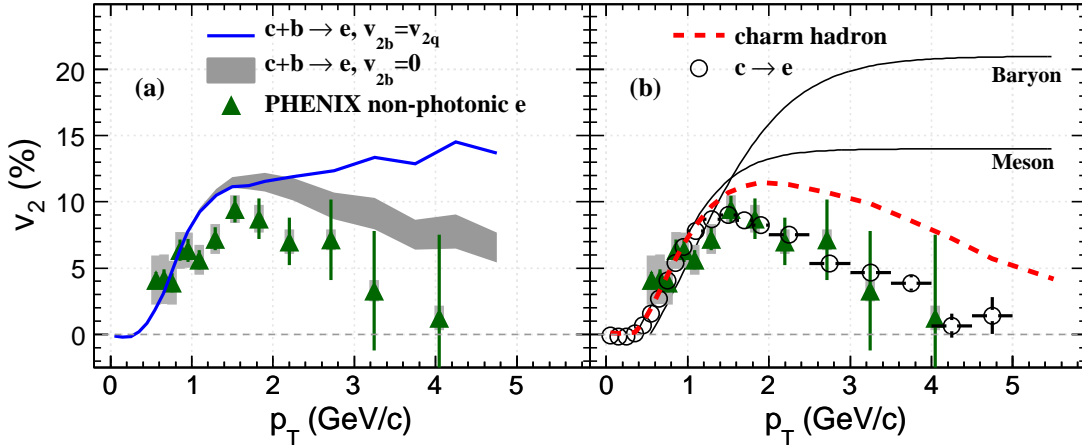 c+b → e, v2b=v2q
c+b → e, v2b=0
PHENIX non-photonic e
(a)
v2 (%)
20
15
10
5
0
0 1 2 3 4 5
pT (GeV/c)
charm hadron
c → e
(b)
Baryon
Meson
0 1 2 3 4 5
pT (GeV/c)